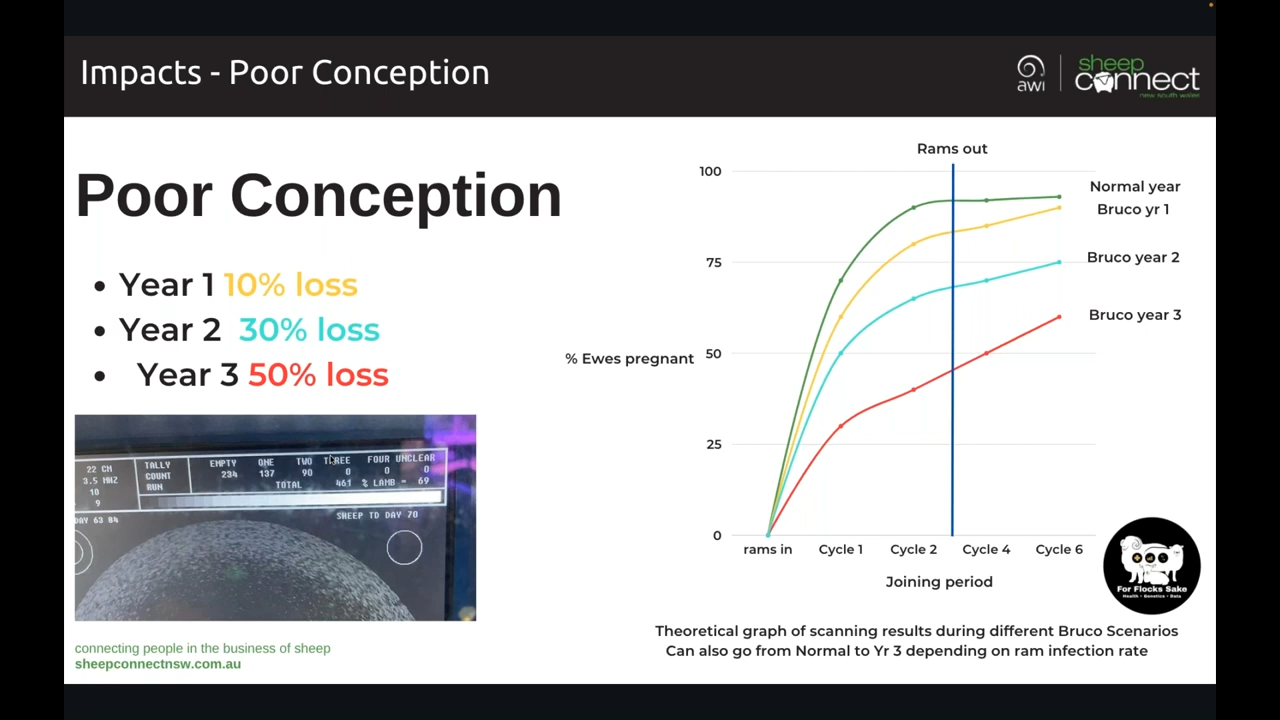 Impacts - Poor Conception
awi
sheep
connect
new south wales
Poor Conception
• Year 1 10% loss
• Year 2 30% loss
• Year 3 50% loss
22 CH
3.5 MHZ
10
9
TALLY
COUNT
RUN
EMPTY ONE TWO THREE FOUR UNCLEAR
234 137 90 0 0 0
TOTAL 461 % LAMB = 69
DAY 63 84
SHEEP TD DAY 70
connecting people in the business of sheep
sheepconnectnsw.com.au
Rams out
100
75
50
25
0
% Ewes pregnant
Normal year
Bruco yr 1
Bruco year 2
Bruco year 3
rams in Cycle 1 Cycle 2 Cycle 4 Cycle 6
Joining period
For Flocks Sake
Health • Genetics • Data
Theoretical graph of scanning results during different Bruco Scenarios
Can also go from Normal to Yr 3 depending on ram infection rate